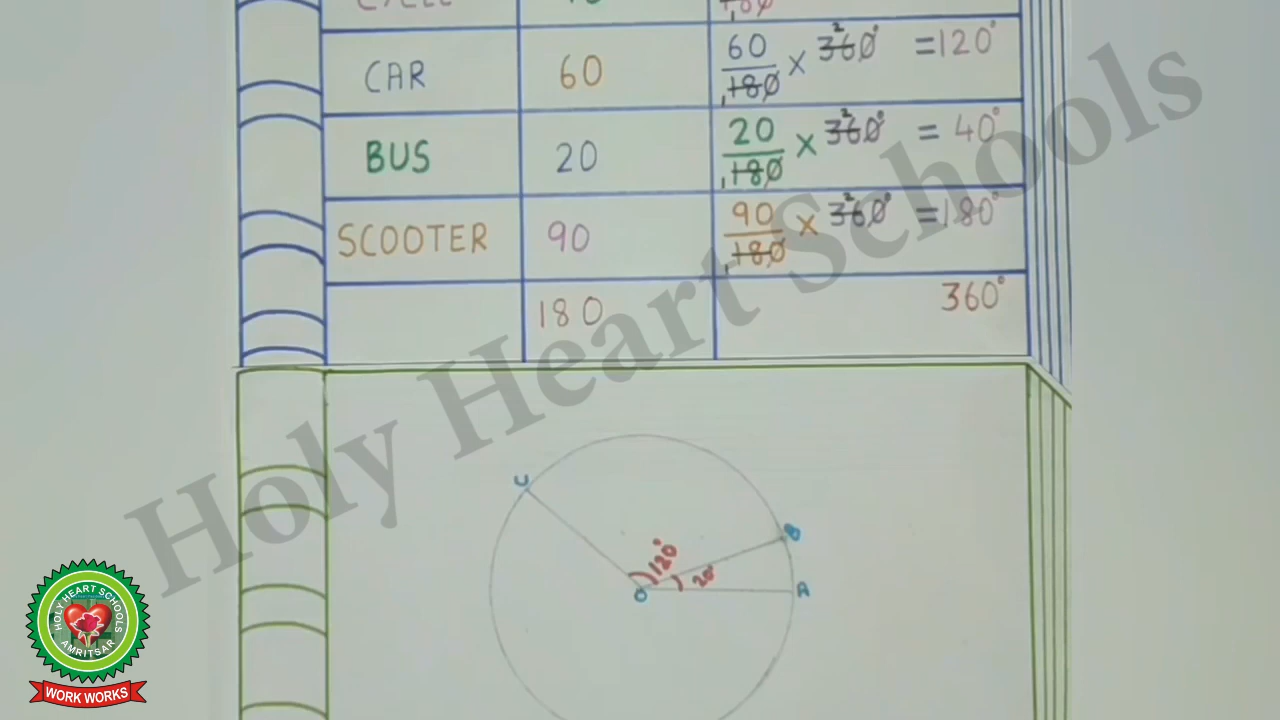 CYCLE
CAR 60 60/180 × 360° =120°
BUS 20 20/180 × 360° = 40°
SCOOTER 90 90/180 × 360° =180°
180 360°
C
B
120°
20°
O
A
Holy Heart Schools
HOLY HEART SCHOOLS
AMRITSAR
WORK WORKS